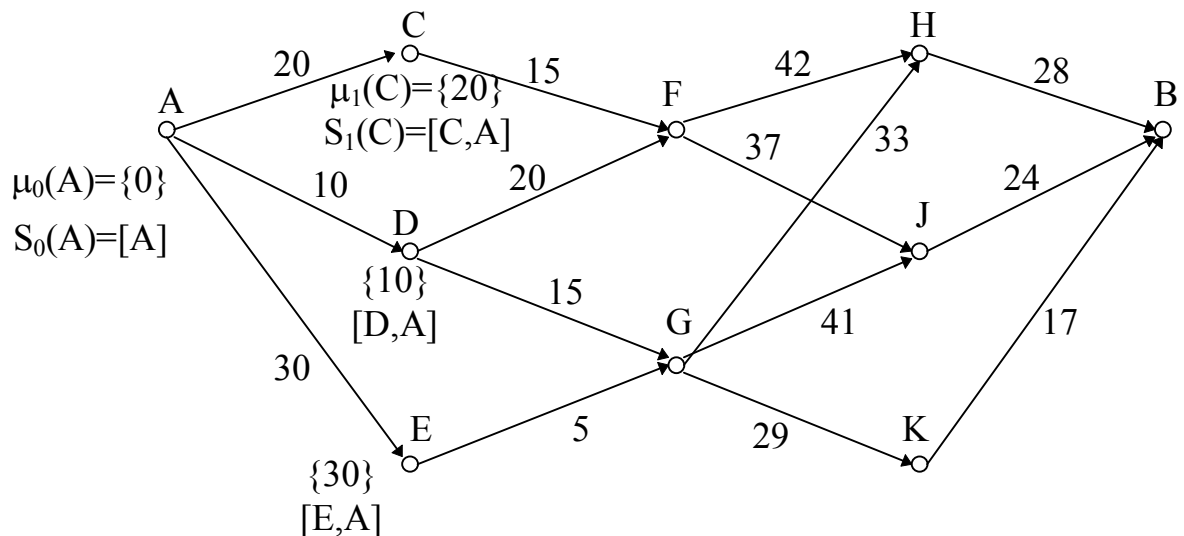 C
H
20
15
42
28
A
μ₁(C)={20}
F
B
S₁(C)=[C,A]
37
33
μ₀(A)={0}
10
20
24
S₀(A)=[A]
D
J
{10}
15
[D,A]
G
41
17
30
E
5
29
K
{30}
[E,A]